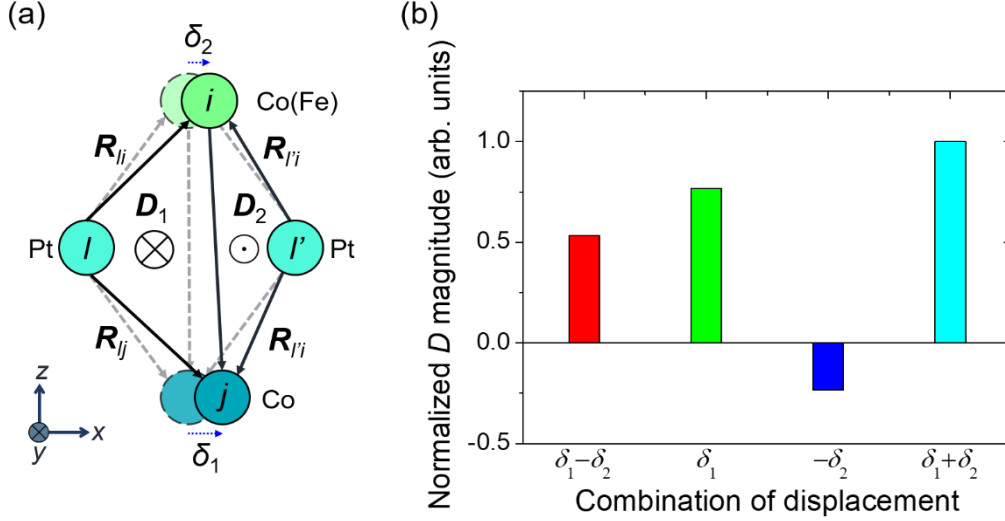 (a)
δ2
i
Co(Fe)
Rli
Rl'i
D1
D2
Pt
l
l'
Pt
Rlj
Rl'i
j
Co
δ1
z
x
y
(b)
Normalized D magnitude (arb. units)
1.0
0.5
0.0
-0.5
δ1−δ2
δ1
−δ2
δ1+δ2
Combination of displacement